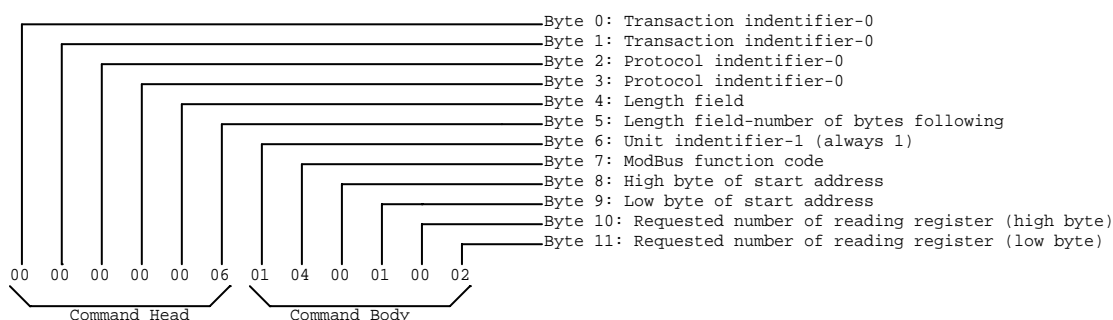 Byte 0: Transaction indentifier-0
Byte 1: Transaction indentifier-0
Byte 2: Protocol indentifier-0
Byte 3: Protocol indentifier-0
Byte 4: Length field
Byte 5: Length field-number of bytes following
Byte 6: Unit indentifier-1 (always 1)
Byte 7: ModBus function code
Byte 8: High byte of start address
Byte 9: Low byte of start address
Byte 10: Requested number of reading register (high byte)
Byte 11: Requested number of reading register (low byte)
00 00 00 00 00 06 01 04 00 01 00 02
Command Head Command Body